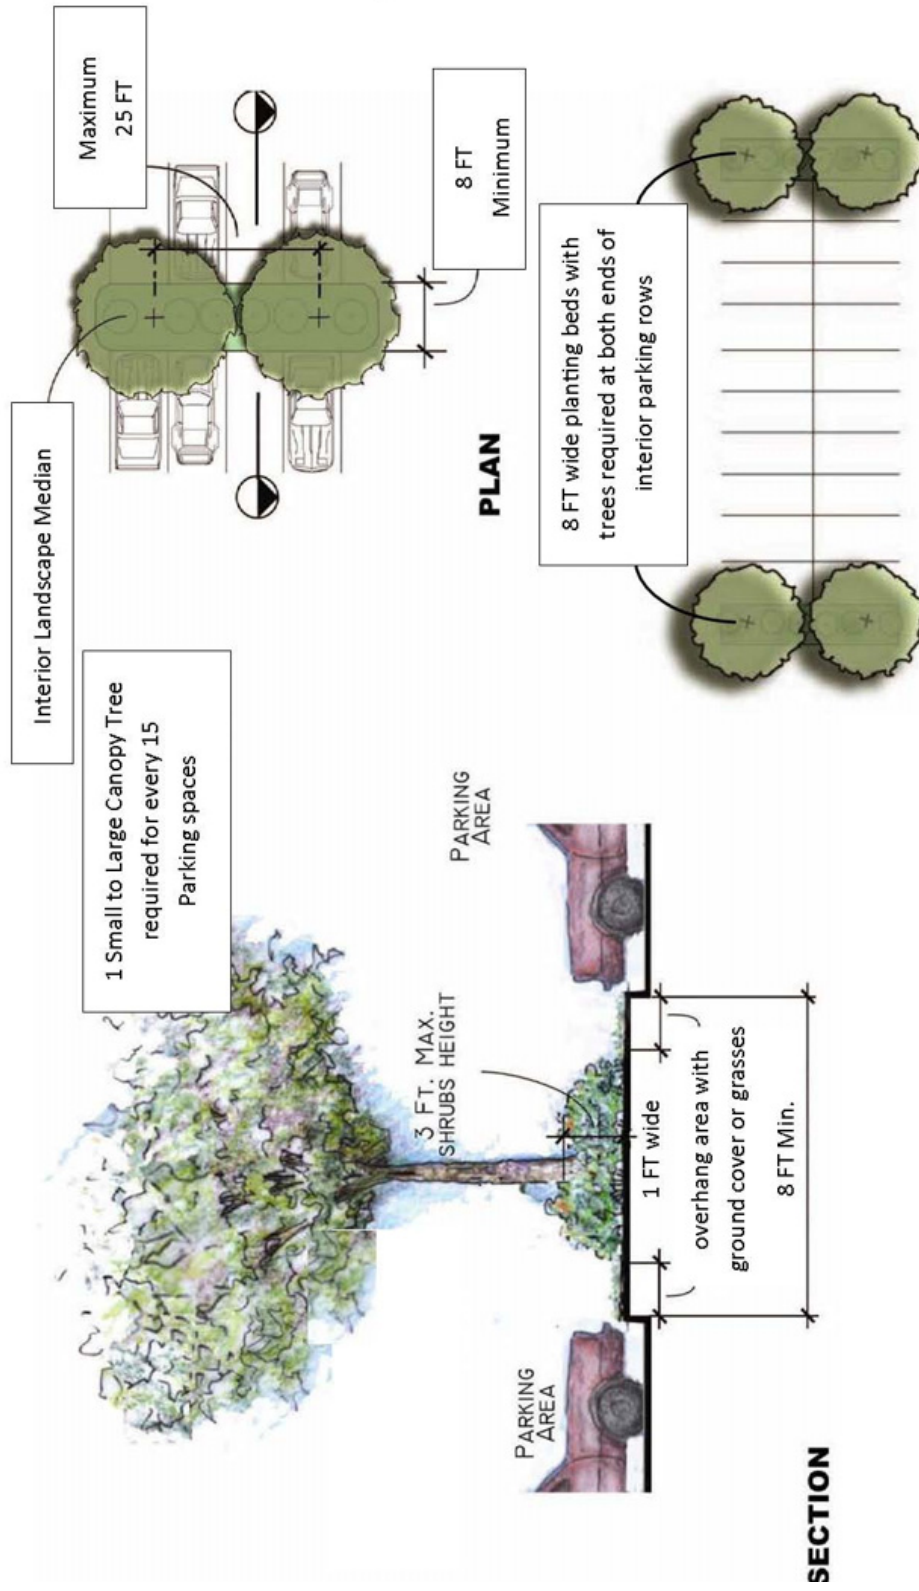 Interior Landscape Median
Maximum
25 FT
8 FT
Minimum
PLAN
1 Small to Large Canopy Tree
required for every 15
Parking spaces
8 FT wide planting beds with
trees required at both ends of
interior parking rows
3 FT. MAX.
SHRUBS HEIGHT
PARKING
AREA
PARKING
AREA
1 FT wide
overhang area with
ground cover or grasses
8 FT Min.
SECTION